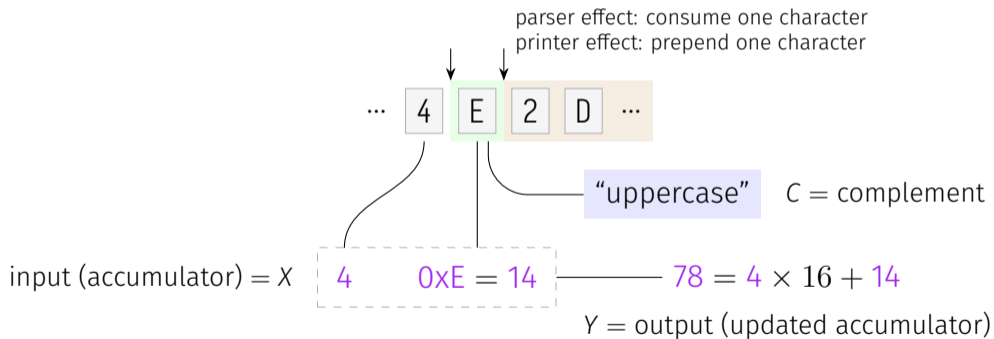 parser effect: consume one character
printer effect: prepend one character
··· 4 E 2 D ···
“uppercase” C = complement
input (accumulator) = X 4 0xE = 14 78 = 4 × 16 + 14
Y = output (updated accumulator)